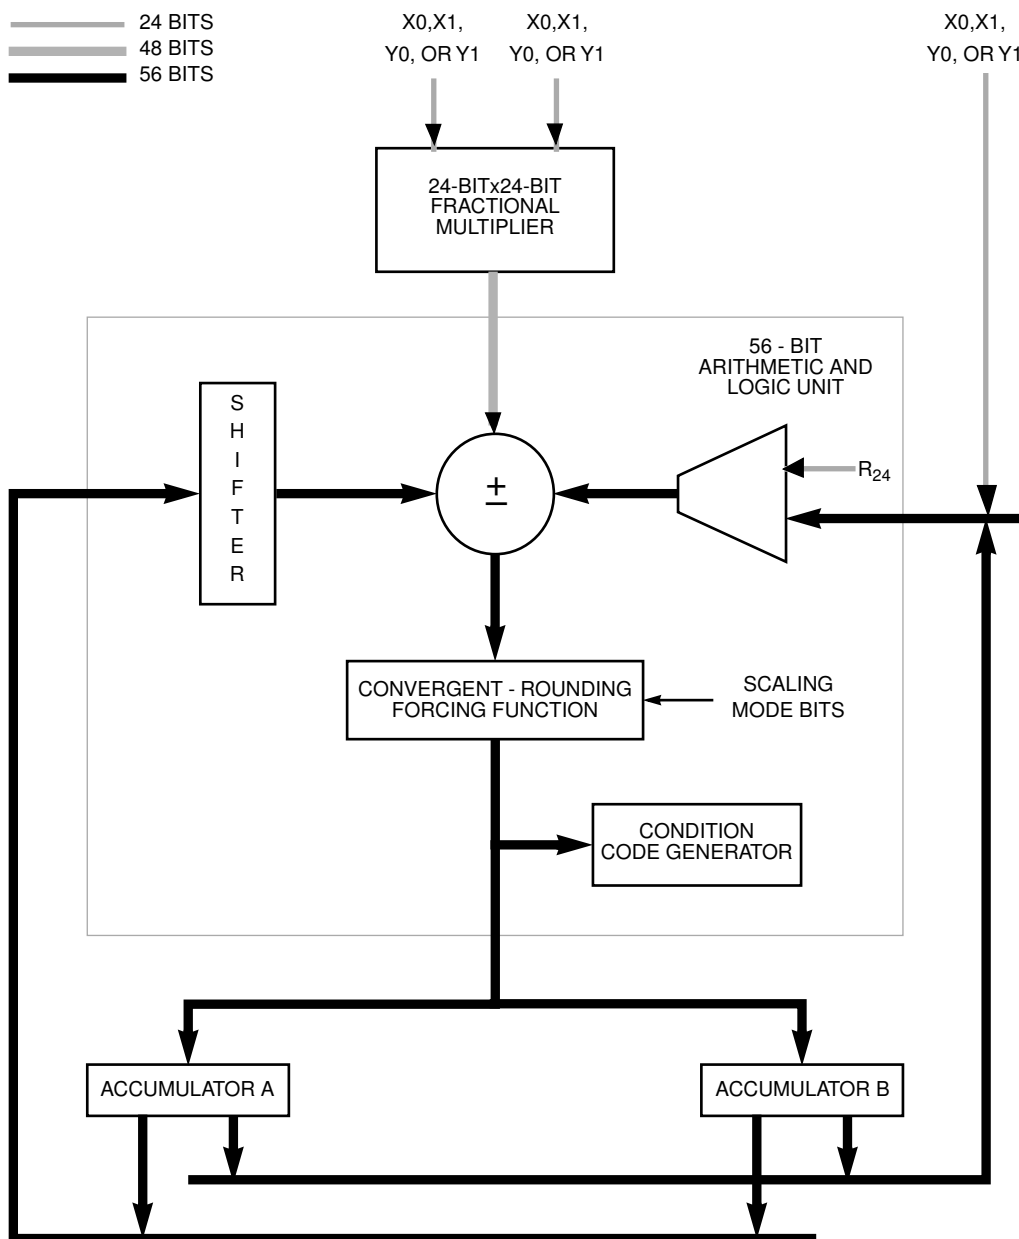 24 BITS
48 BITS
56 BITS
X0,X1,
Y0, OR Y1
X0,X1,
Y0, OR Y1
X0,X1,
Y0, OR Y1
24-BITx24-BIT
FRACTIONAL
MULTIPLIER
56 - BIT
ARITHMETIC AND
LOGIC UNIT
S
H
I
F
T
E
R
±
R24
CONVERGENT - ROUNDING
FORCING FUNCTION
SCALING
MODE BITS
CONDITION
CODE GENERATOR
ACCUMULATOR A
ACCUMULATOR B